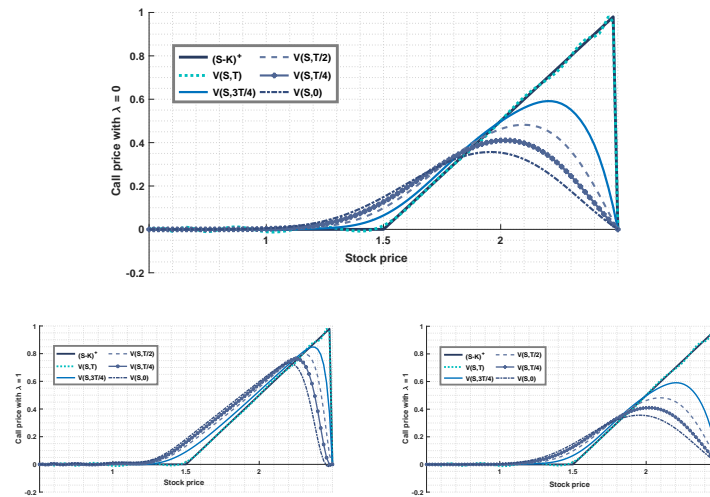 Call price with λ = 0
1
0.8
0.6
0.4
0.2
0
-0.2
(S-K)+ V(S,T/2)
V(S,T) V(S,T/4)
V(S,3T/4) V(S,0)
1 1.5 2
Stock price
Call price with λ = 1
1
0.8
0.6
0.4
0.2
0
-0.2
(S-K)+ V(S,T/2)
V(S,T) V(S,T/4)
V(S,3T/4) V(S,0)
1 1.5 2
Stock price
Call price with λ = 1
1
0.8
0.6
0.4
0.2
0
-0.2
(S-K)+ V(S,T/2)
V(S,T) V(S,T/4)
V(S,3T/4) V(S,0)
1 1.5 2
Stock price